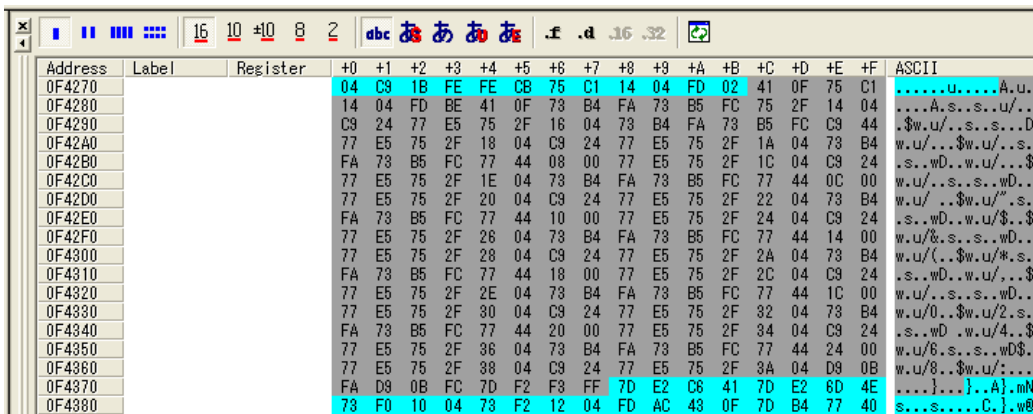 16 10 ±10 8 2 abc あS あ あU あE .f .d .16 .32
Address Label Register +0 +1 +2 +3 +4 +5 +6 +7 +8 +9 +A +B +C +D +E +F ASCII
0F4270 04 C9 1B FE FE CB 75 C1 14 04 FD 02 41 0F 75 C1 ......u.....A.u.
0F4280 14 04 FD BE 41 0F 73 B4 FA 73 B5 FC 75 2F 14 04 ....A.s..s..u/..
0F4290 C9 24 77 E5 75 2F 16 04 73 B4 FA 73 B5 FC C9 44 .$w.u/..s..s...D
0F42A0 77 E5 75 2F 18 04 C9 24 77 E5 75 2F 1A 04 73 B4 w.u/...$w.u/..s.
0F42B0 FA 73 B5 FC 77 44 08 00 77 E5 75 2F 1C 04 C9 24 .s..wD..w.u/...$
0F42C0 77 E5 75 2F 1E 04 73 B4 FA 73 B5 FC 77 44 0C 00 w.u/..s..s..wD..
0F42D0 77 E5 75 2F 20 04 C9 24 77 E5 75 2F 22 04 73 B4 w.u/ ..$w.u/".s.
0F42E0 FA 73 B5 FC 77 44 10 00 77 E5 75 2F 24 04 C9 24 .s..wD..w.u/$..$
0F42F0 77 E5 75 2F 26 04 73 B4 FA 73 B5 FC 77 44 14 00 w.u/&.s..s..wD..
0F4300 77 E5 75 2F 28 04 C9 24 77 E5 75 2F 2A 04 73 B4 w.u/(..$w.u/*.s.
0F4310 FA 73 B5 FC 77 44 18 00 77 E5 75 2F 2C 04 C9 24 .s..wD..w.u/,..$
0F4320 77 E5 75 2F 2E 04 73 B4 FA 73 B5 FC 77 44 1C 00 w.u/..s..s..wD..
0F4330 77 E5 75 2F 30 04 C9 24 77 E5 75 2F 32 04 73 B4 w.u/0..$w.u/2.s.
0F4340 FA 73 B5 FC 77 44 20 00 77 E5 75 2F 34 04 C9 24 .s..wD .w.u/4..$
0F4350 77 E5 75 2F 36 04 73 B4 FA 73 B5 FC 77 44 24 00 w.u/6.s..s..wD$.
0F4360 77 E5 75 2F 38 04 C9 24 77 E5 75 2F 3A 04 D9 0B w.u/8..$w.u/:...
0F4370 FA D9 0B FC 7D F2 F3 FF 7D E2 C6 41 7D E2 6D 4E ....}...}..A}.mN
0F4380 73 F0 10 04 73 F2 12 04 FD AC 43 0F 7D B4 77 40 s...s.....C.}.w@